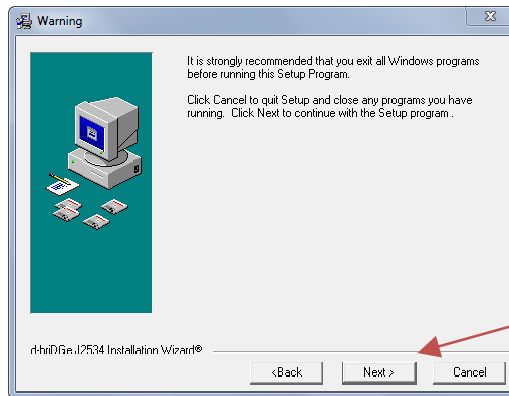 Warning
It is strongly recommended that you exit all Windows programs
before running this Setup Program.
Click Cancel to quit Setup and close any programs you have
running. Click Next to continue with the Setup program .
d-briDGe J2534 Installation Wizard®
<Back
Next >
Cancel